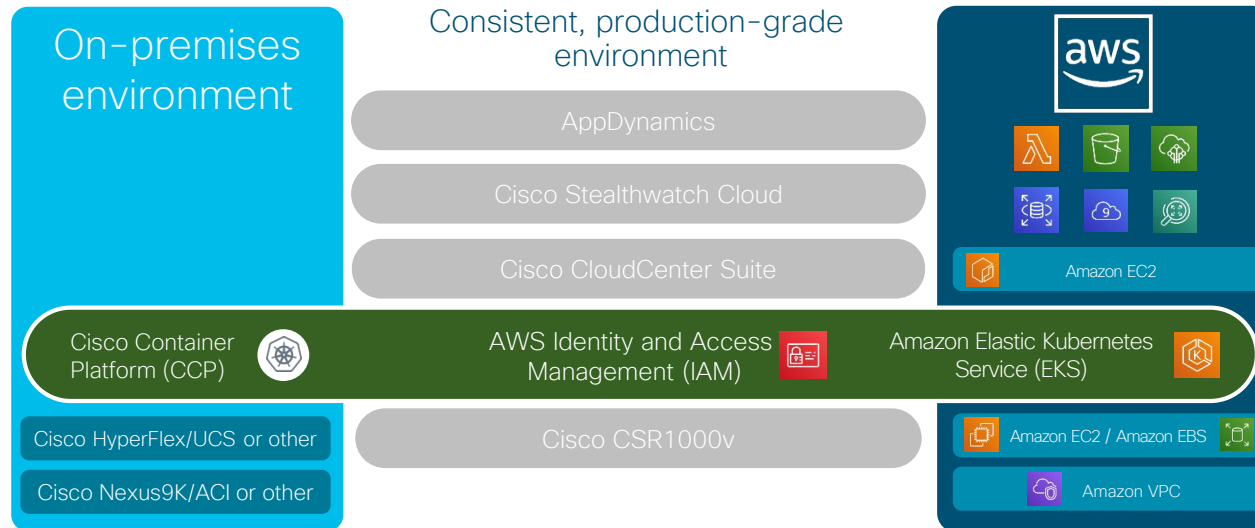 On-premises
environment
Consistent, production-grade
environment
aws
AppDynamics
Cisco Stealthwatch Cloud
9
Cisco CloudCenter Suite
Amazon EC2
Cisco Container
Platform (CCP)
AWS Identity and Access
Management (IAM)
Amazon Elastic Kubernetes
Service (EKS)
K
Cisco HyperFlex/UCS or other
Cisco CSR1000v
Amazon EC2 / Amazon EBS
Cisco Nexus9K/ACI or other
Amazon VPC